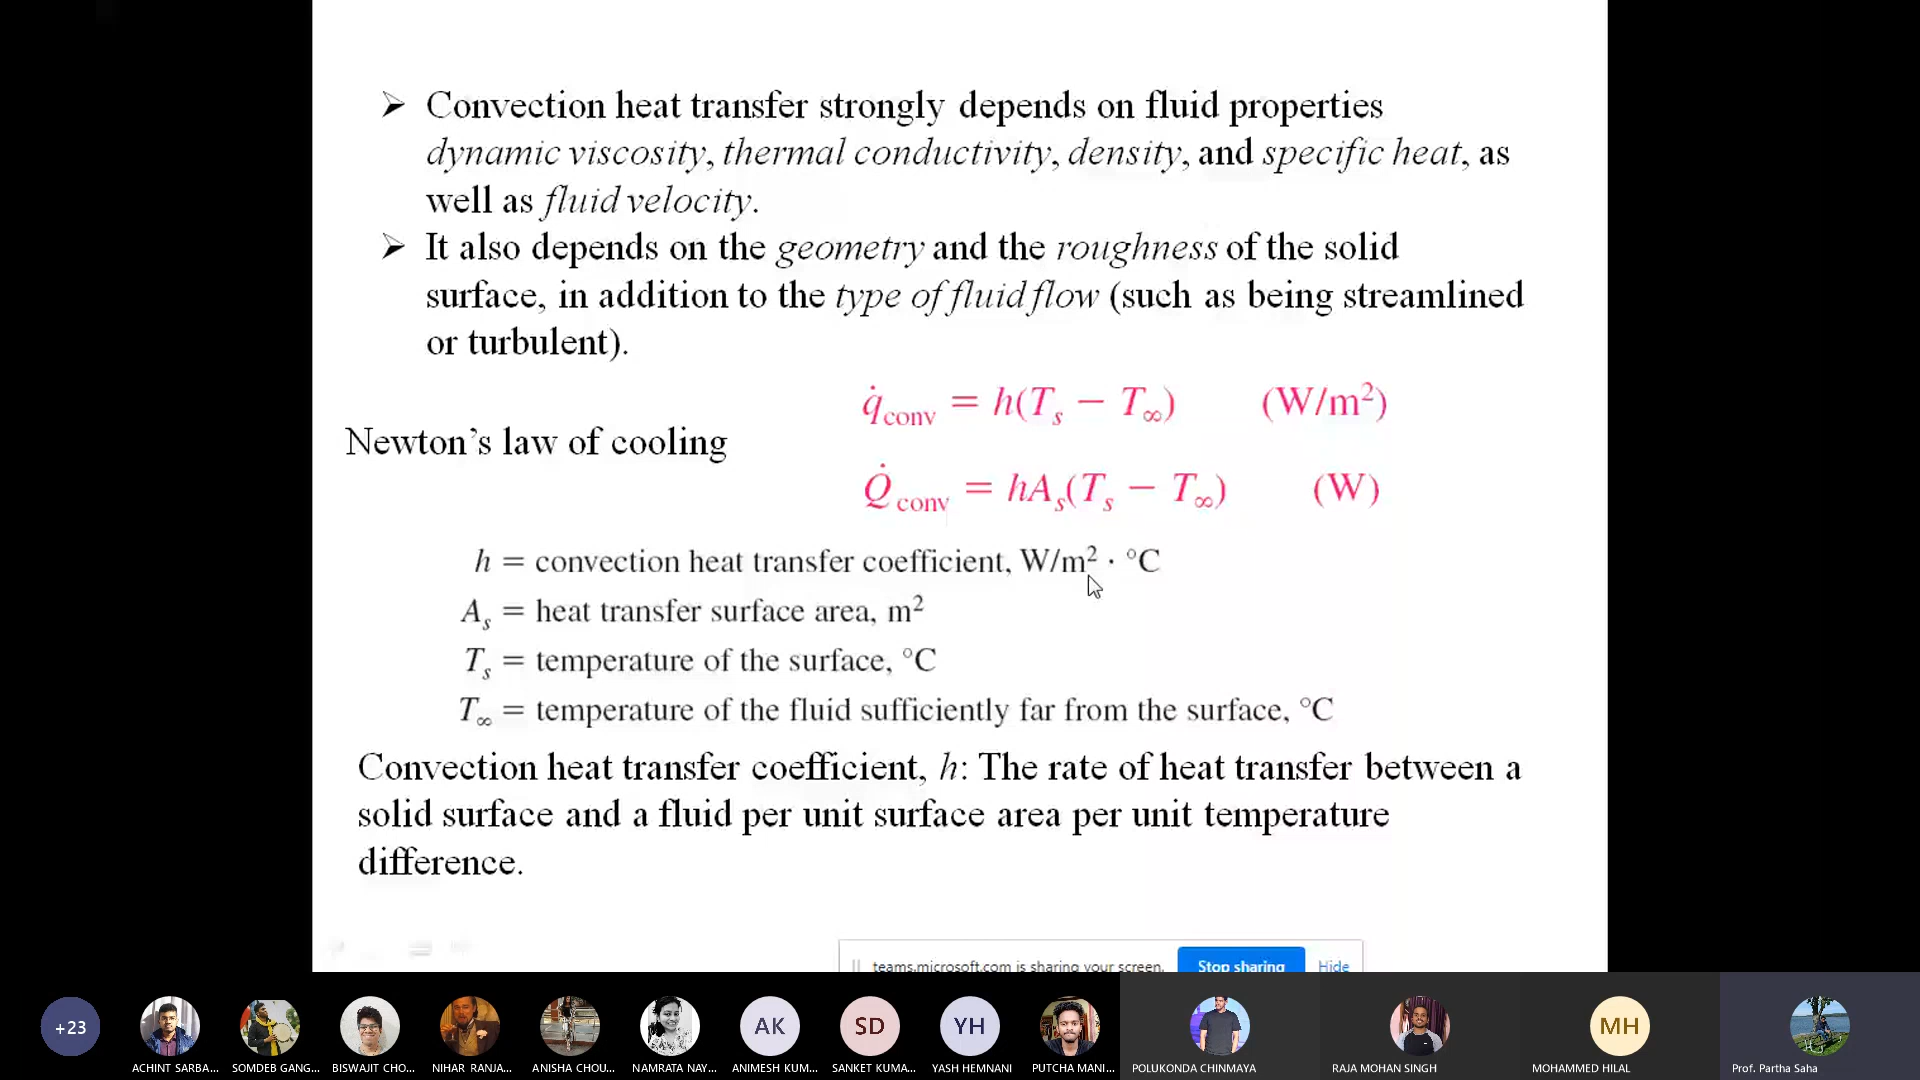 ➢ Convection heat transfer strongly depends on fluid properties
dynamic viscosity, thermal conductivity, density, and specific heat, as
well as fluid velocity.
➢ It also depends on the geometry and the roughness of the solid
surface, in addition to the type of fluid flow (such as being streamlined
or turbulent).
q̇conv = h(Ts − T∞) (W/m²)
Newton's law of cooling
Q̇conv = hAs(Ts − T∞) (W)
h = convection heat transfer coefficient, W/m² · °C
As = heat transfer surface area, m²
Ts = temperature of the surface, °C
T∞ = temperature of the fluid sufficiently far from the surface, °C
Convection heat transfer coefficient, h: The rate of heat transfer between a
solid surface and a fluid per unit surface area per unit temperature
difference.
teams.microsoft.com is sharing your screen. Stop sharing Hide
+23 AK SD YH MH
ACHINT SARBA... SOMDEB GANG... BISWAJIT CHO... NIHAR RANJA... ANISHA CHOU... NAMRATA NAY... ANIMESH KUM... SANKET KUMA... YASH HEMNANI PUTCHA MANI... POLUKONDA CHINMAYA RAJA MOHAN SINGH MOHAMMED HILAL Prof. Partha Saha